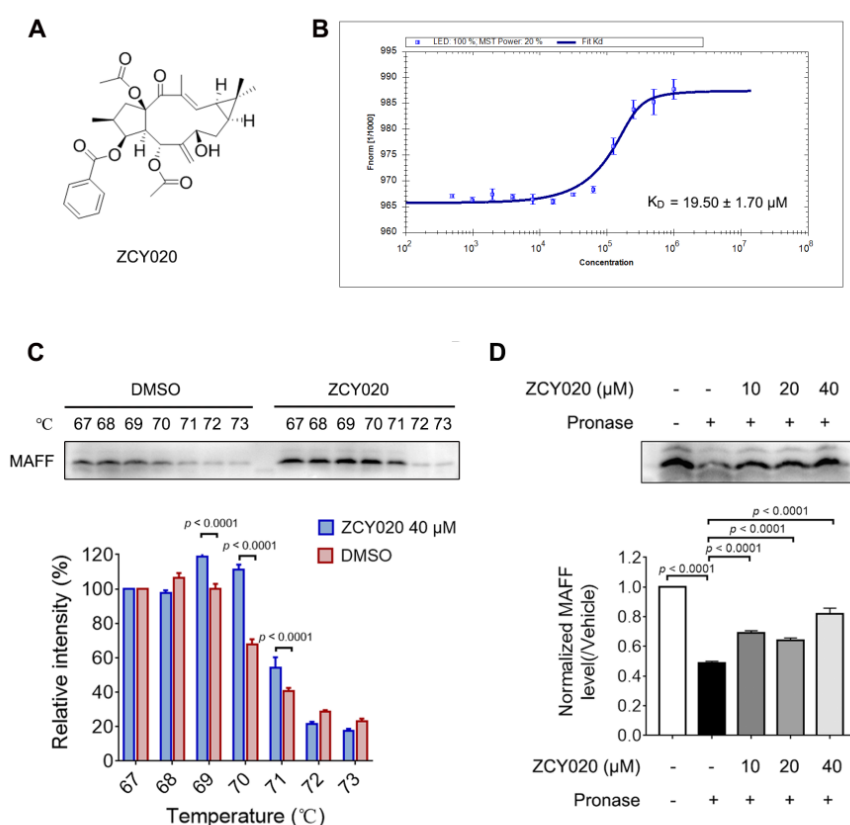 A
O
O
O
O
H
H
H
OH
O
O
O
O
ZCY020
B
LED: 100 %, MST Power: 20 % Fit Kd
Fnorm [1/1000]
995
990
985
980
975
970
965
960
K_D = 19.50 ± 1.70 µM
10^2 10^3 10^4 10^5 10^6 10^7 10^8
Concentration
C
DMSO ZCY020
℃ 67 68 69 70 71 72 73 67 68 69 70 71 72 73
MAFF
ZCY020 40 µM
DMSO
p < 0.0001
p < 0.0001
p < 0.0001
Relative intensity (%)
120
100
80
60
40
20
0
67 68 69 70 71 72 73
Temperature (℃)
D
ZCY020 (µM) - - 10 20 40
Pronase - + + + +
p < 0.0001
p < 0.0001
p < 0.0001
p < 0.0001
Normalized MAFF
level(/Vehicle)
1.2
1.0
0.8
0.6
0.4
0.2
0.0
ZCY020 (µM) - - 10 20 40
Pronase - + + + +